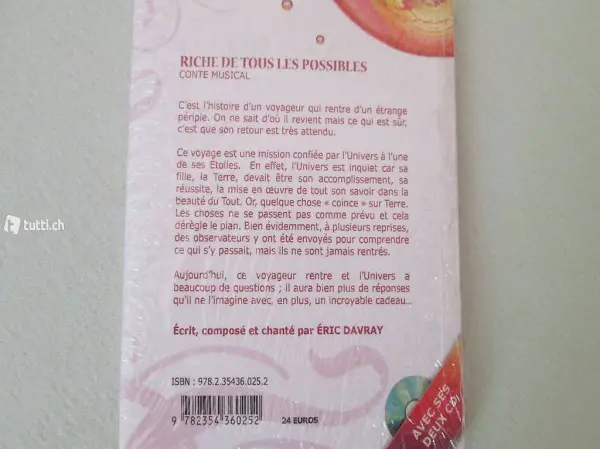 RICHE DE TOUS LES POSSIBLES
CONTE MUSICAL
C'est l'histoire d'un voyageur qui rentre d'un étrange
périple. On ne sait d'où il revient mais ce qui est sûr,
c'est que son retour est très attendu.
Ce voyage est une mission confiée par l'Univers à l'une
de ses Etoiles. En effet, l'Univers est inquiet car sa
fille, la Terre, devait être son accomplissement, sa
réussite, la mise en œuvre de tout son savoir dans la
beauté du Tout. Or, quelque chose « coince » sur Terre.
Les choses ne se passent pas comme prévu et cela
dérègle le plan. Bien évidemment, à plusieurs reprises,
des observateurs y ont été envoyés pour comprendre
ce qui s'y passait, mais ils ne sont jamais rentrés.
Aujourd'hui, ce voyageur rentre et l'Univers a
beaucoup de questions ; il aura bien plus de réponses
qu'il ne l'imagine avec, en plus, un incroyable cadeau...
Écrit, composé et chanté par ÉRIC DAVRAY
ISBN : 978.2.35436.025.2
9 782354 360252
24 EUROS
AVEC SES
DEUX CD!
tutti.ch